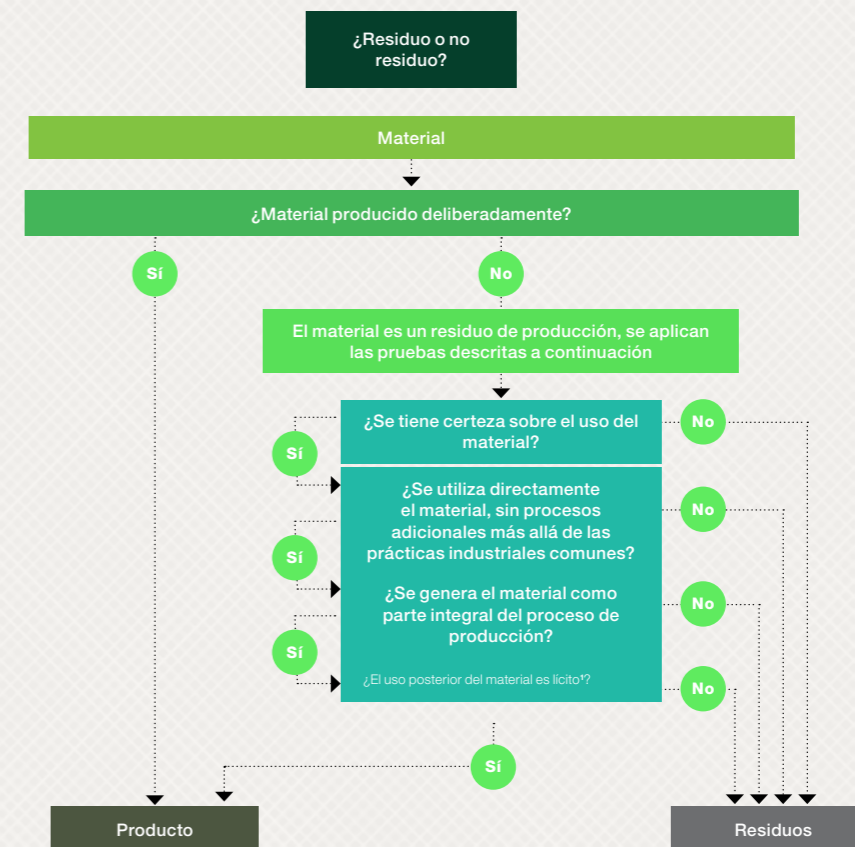 ¿Residuo o no
residuo?
Material
¿Material producido deliberadamente?
Sí
No
El material es un residuo de producción, se aplican
las pruebas descritas a continuación
¿Se tiene certeza sobre el uso del
material?
No
Sí
¿Se utiliza directamente
el material, sin procesos
adicionales más allá de las
prácticas industriales comunes?
No
Sí
¿Se genera el material como
parte integral del proceso de
producción?
No
Sí
¿El uso posterior del material es lícito¹?
No
Sí
Producto
Residuos